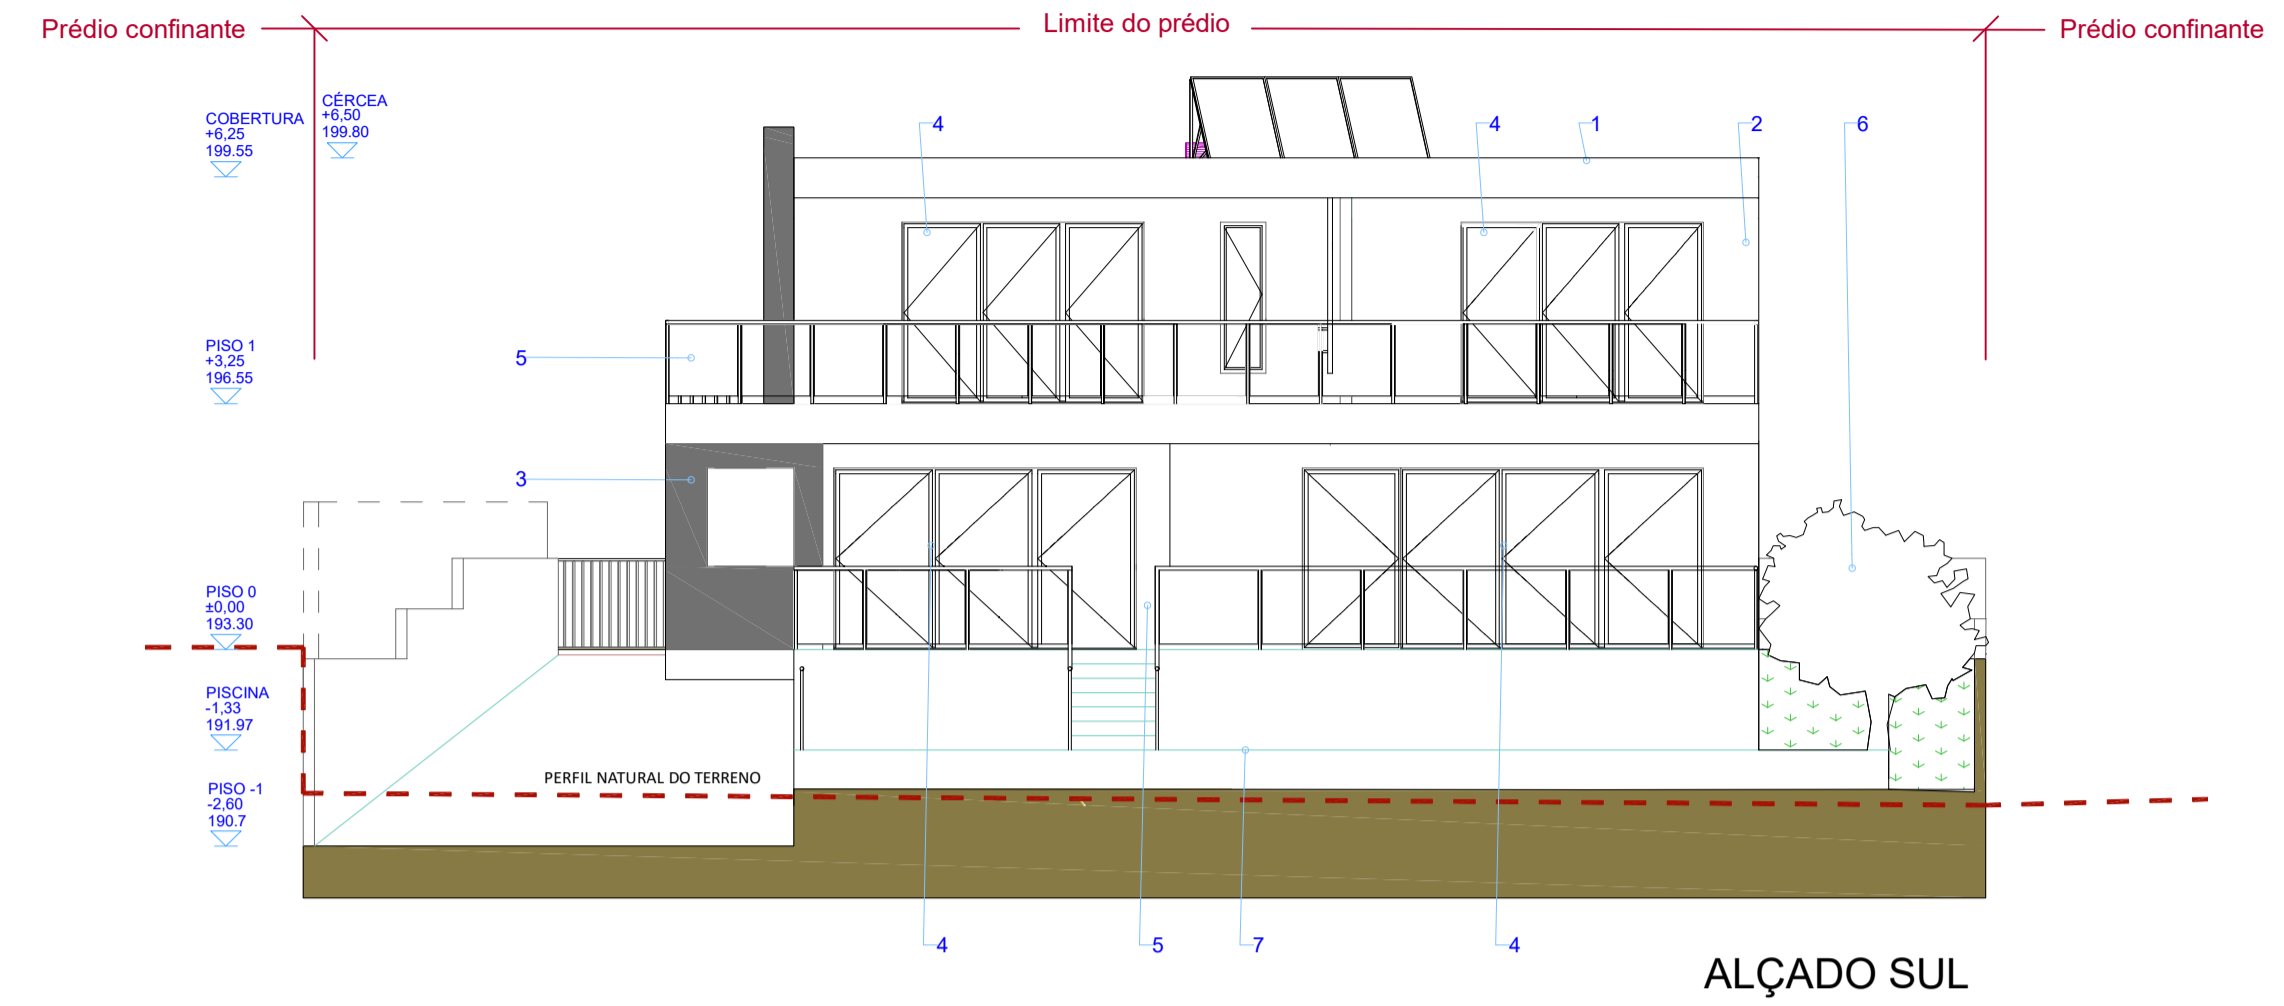 Prédio confinante
Limite do prédio
Prédio confinante
CÉRCEA
+6,50
199.80
COBERTURA
+6,25
199.55
4
4
1
2
6
PISO 1
+3,25
196.55
5
3
PISO 0
±0,00
193.30
PISCINA
-1,33
191.97
PERFIL NATURAL DO TERRENO
PISO -1
-2,60
190.7
4
5
7
4
ALÇADO SUL